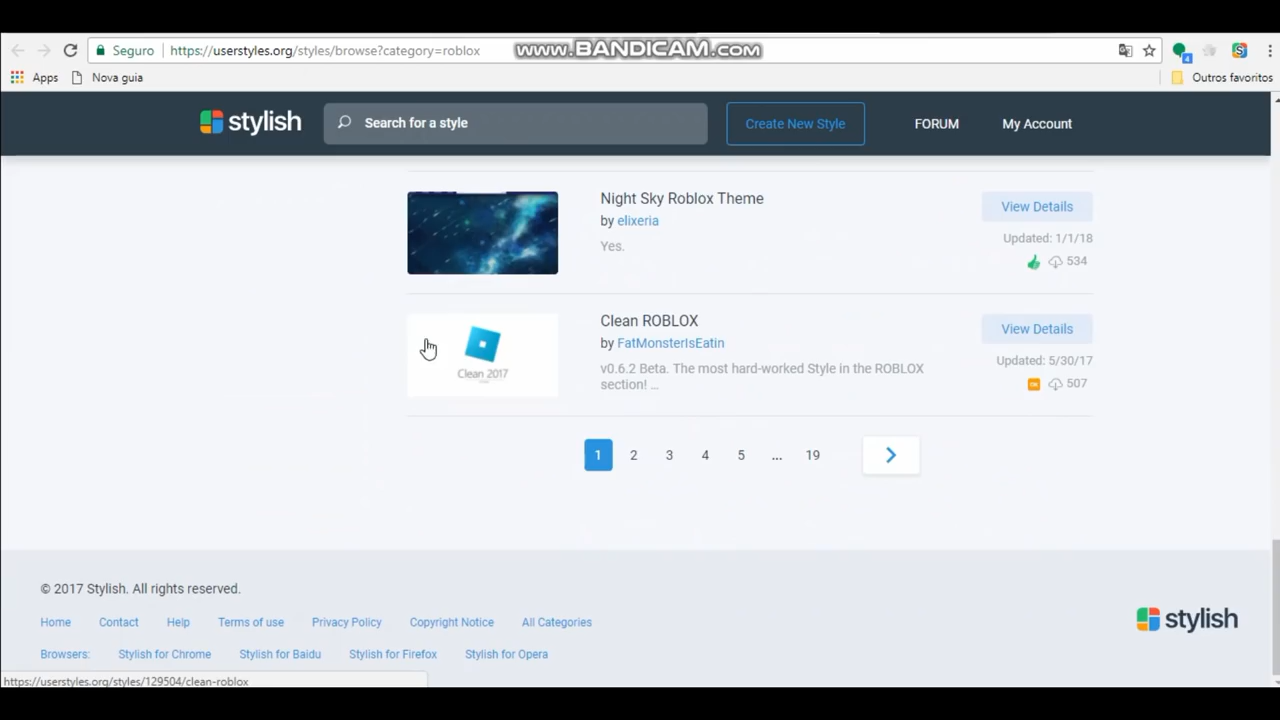 Seguro
https://userstyles.org/styles/browse?category=roblox
www.BANDICAM.com
4
S
Apps
Nova guia
Outros favoritos
stylish
Search for a style
Create New Style
FORUM
My Account
Night Sky Roblox Theme
View Details
by elixeria
Updated: 1/1/18
Yes.
534
Clean ROBLOX
View Details
by FatMonsterIsEatin
Updated: 5/30/17
Clean 2017
v0.6.2 Beta. The most hard-worked Style in the ROBLOX
section! ...
OK 507
1 2 3 4 5 ... 19
© 2017 Stylish. All rights reserved.
Home Contact Help Terms of use Privacy Policy Copyright Notice All Categories
stylish
Browsers: Stylish for Chrome Stylish for Baidu Stylish for Firefox Stylish for Opera
https://userstyles.org/styles/129504/clean-roblox